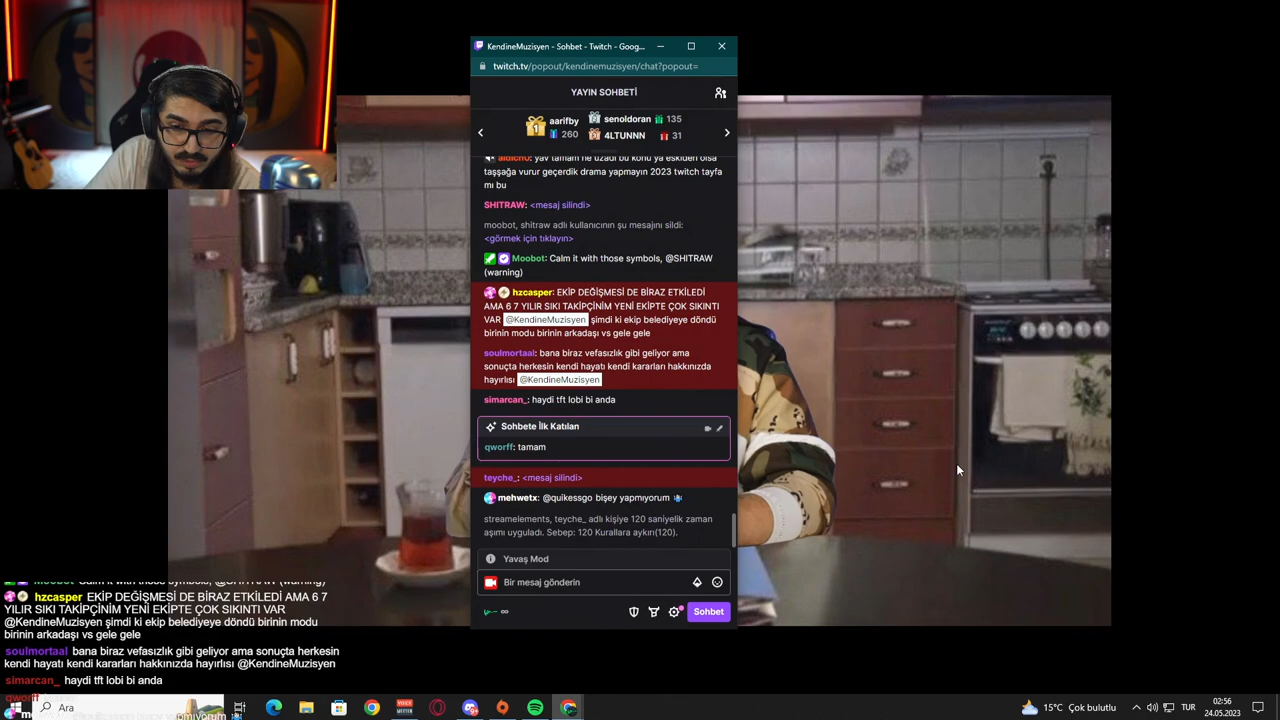 KendineMuzisyen - Sohbet - Twitch - Goog...
twitch.tv/popout/kendinemuzisyen/chat?popout=
YAYIN SOHBETİ
1 aarifby 260
senoldoran 135
4LTUNNN 31
yav tamam ne uzadı bu konu ya eskiden olsa
taşşağa vurur geçerdik drama yapmayın 2023 twitch tayfa
mı bu
SHITRAW: <mesaj silindi>
moobot, shitraw adlı kullanıcının şu mesajını sildi:
<görmek için tıklayın>
Moobot: Calm it with those symbols, @SHITRAW
(warning)
hzcasper: EKİP DEĞİŞMESİ DE BİRAZ ETKİLEDİ
AMA 6 7 YILIR SIKI TAKİPÇİNİM YENİ EKİPTE ÇOK SIKINTI
VAR @KendineMuzisyen şimdi ki ekip belediyeye döndü
birinin modu birinin arkadaşı vs gele gele
soulmortaal: bana biraz vefasızlık gibi geliyor ama
sonuçta herkesin kendi hayatı kendi kararları hakkınızda
hayırlısı @KendineMuzisyen
simarcan_: haydi tft lobi bi anda
Sohbete İlk Katılan
qworff: tamam
teyche_: <mesaj silindi>
mehwetx: @quikessgo bişey yapmıyorum
streamelements, teyche_ adlı kişiye 120 saniyelik zaman
aşımı uyguladı. Sebep: 120 Kurallara aykırı(120).
Yavaş Mod
Bir mesaj gönderin
Sohbet
Moobot Calm it with those symbols, @SHITRAW (warning)
hzcasper EKİP DEĞİŞMESİ DE BİRAZ ETKİLEDİ AMA 6 7
YILIR SIKI TAKİPÇİNİM YENİ EKİPTE ÇOK SIKINTI VAR
@KendineMuzisyen şimdi ki ekip belediyeye döndü birinin modu
birinin arkadaşı vs gele gele
soulmortaal bana biraz vefasızlık gibi geliyor ama sonuçta herkesin
kendi hayatı kendi kararları hakkınızda hayırlısı @KendineMuzisyen
simarcan_ haydi tft lobi bi anda
qworff
Ara
VOICE
15°C Çok bulutlu
TUR
02:56
24.05.2023